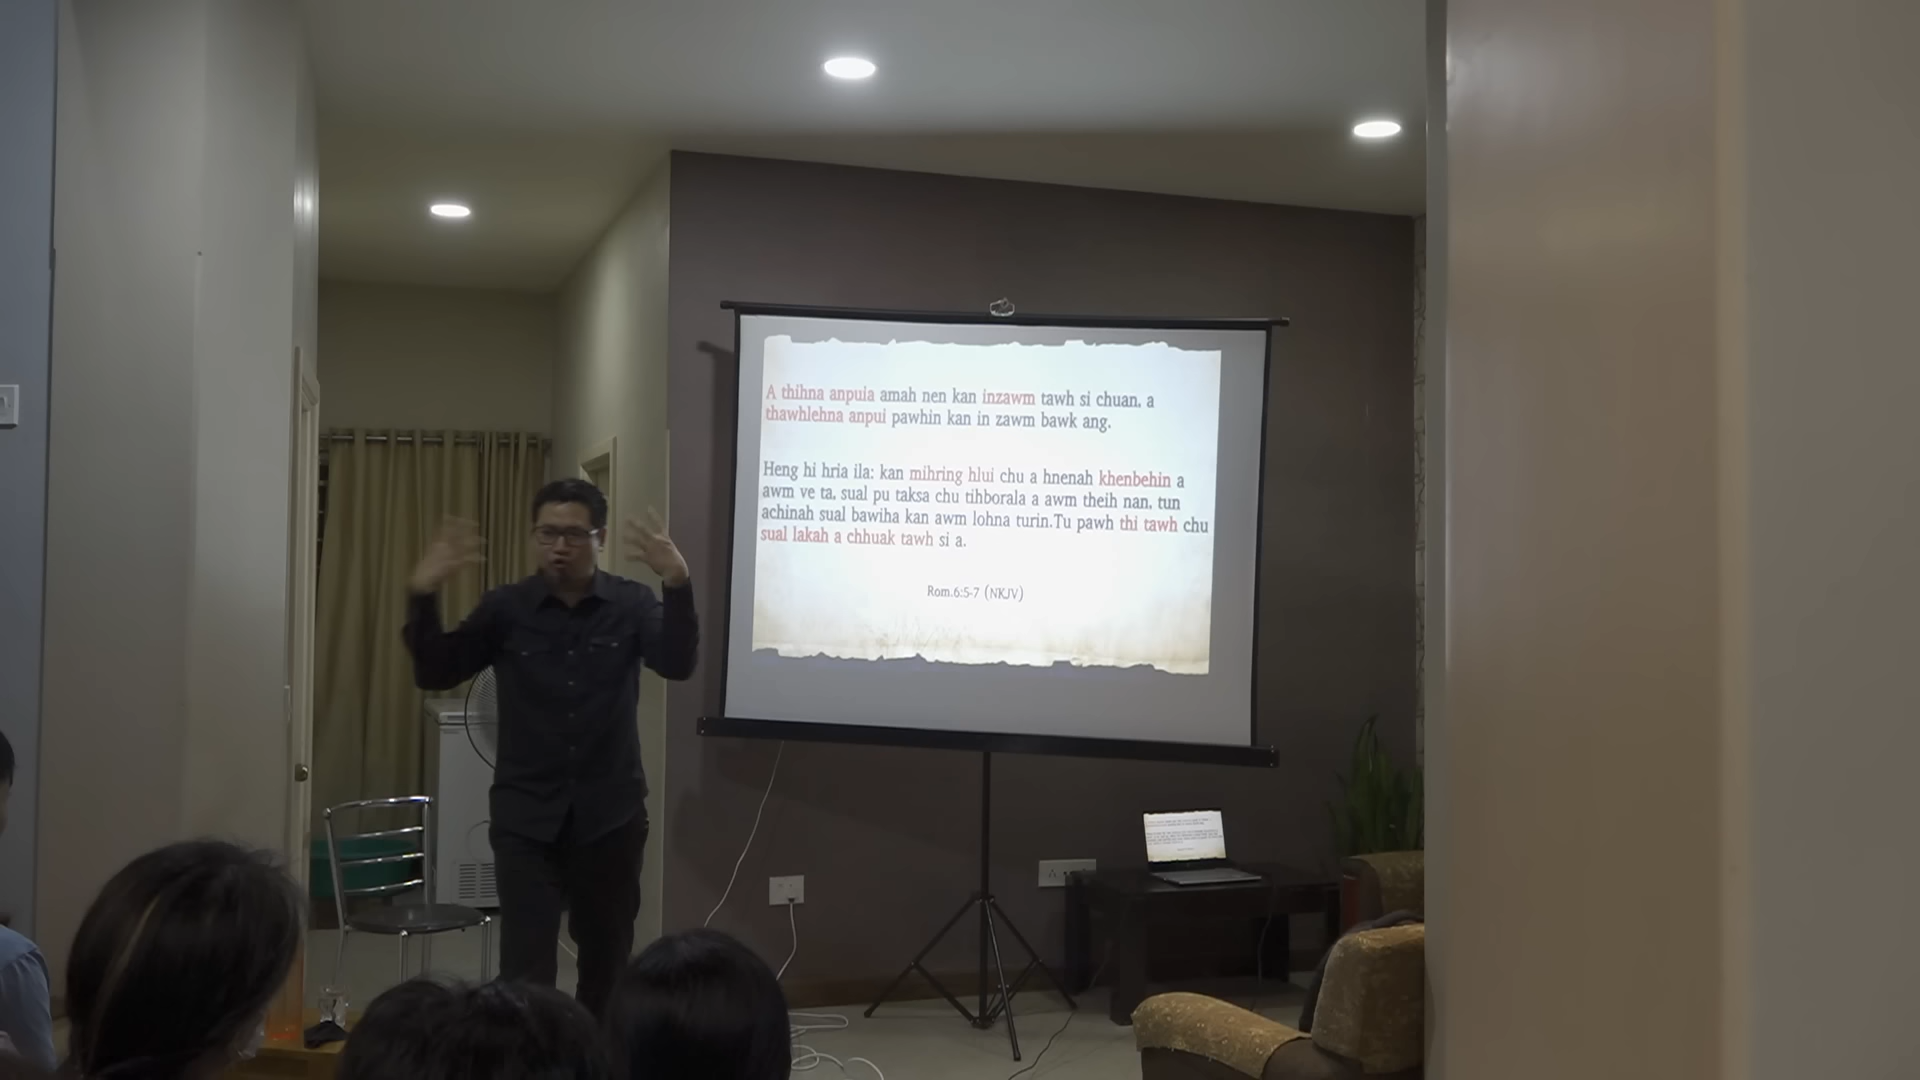 A thihna anpuia amah nen kan inzawm tawh si chuan, a
thawhlehna anpui pawhin kan in zawm bawk ang.
Heng hi hria ila: kan mihring hlui chu a hnenah khenbehin a
awm ve ta, sual pu taksa chu tihborala a awm theih nan, tun
achinah sual bawiha kan awm lohna turin.Tu pawh thi tawh chu
sual lakah a chhuak tawh si a.
Rom.6:5-7 (NKJV)